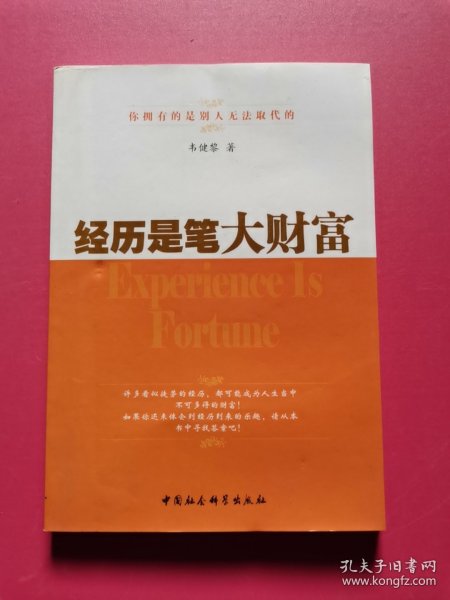 你拥有的是别人无法取代的
韦健黎 著
经历是笔大财富
Experience Is
Fortune
许多看似徒劳的经历，都可能成为人生当中
不可多得的财富！
如果你还未体会到经历到来的乐趣，请从本
书中寻找答案吧！
中国社会科学出版社
孔夫子旧书网
www.kongfz.com